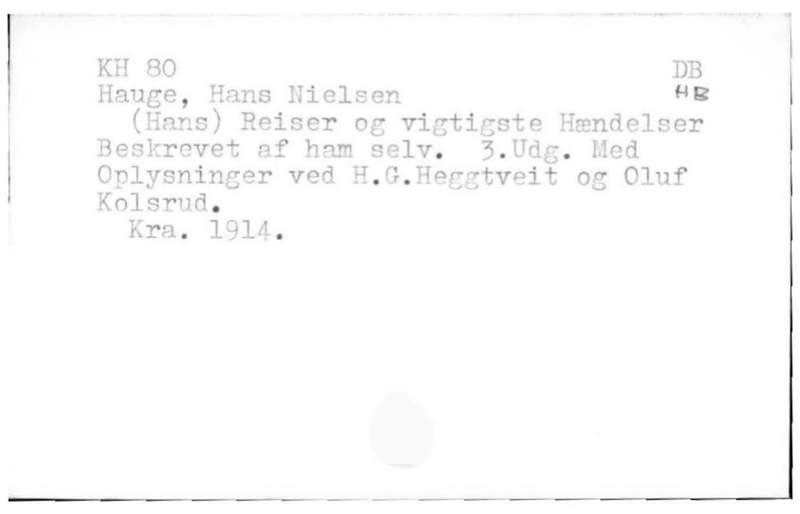 KH 80 DB
Hauge, Hans Nielsen HB
(Hans) Reiser og vigtigste Hændelser
Beskrevet af ham selv. 3.Udg. Med
Oplysninger ved H.G.Heggtveit og Oluf
Kolsrud.
Kra. 1914.